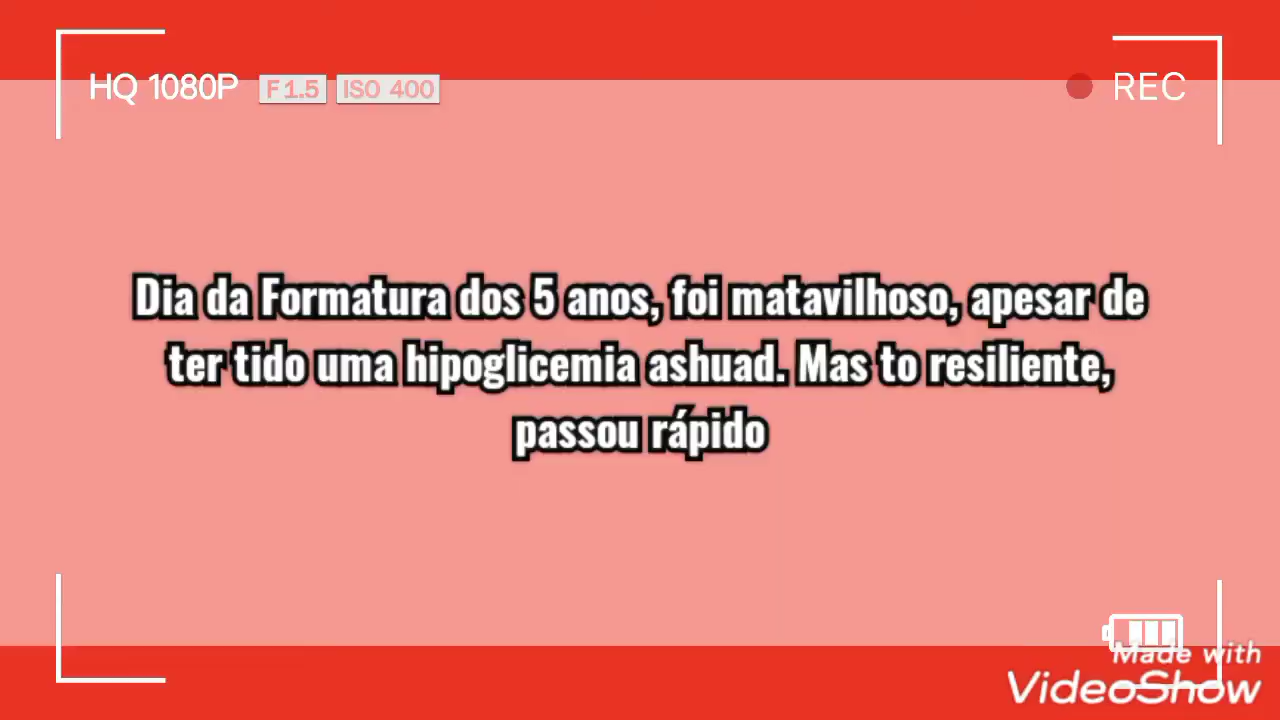 HQ 1080P F 1.5 ISO 400 REC
Dia da Formatura dos 5 anos, foi matavilhoso, apesar de
ter tido uma hipoglicemia ashuad. Mas to resiliente,
passou rápido
Made with
VideoShow